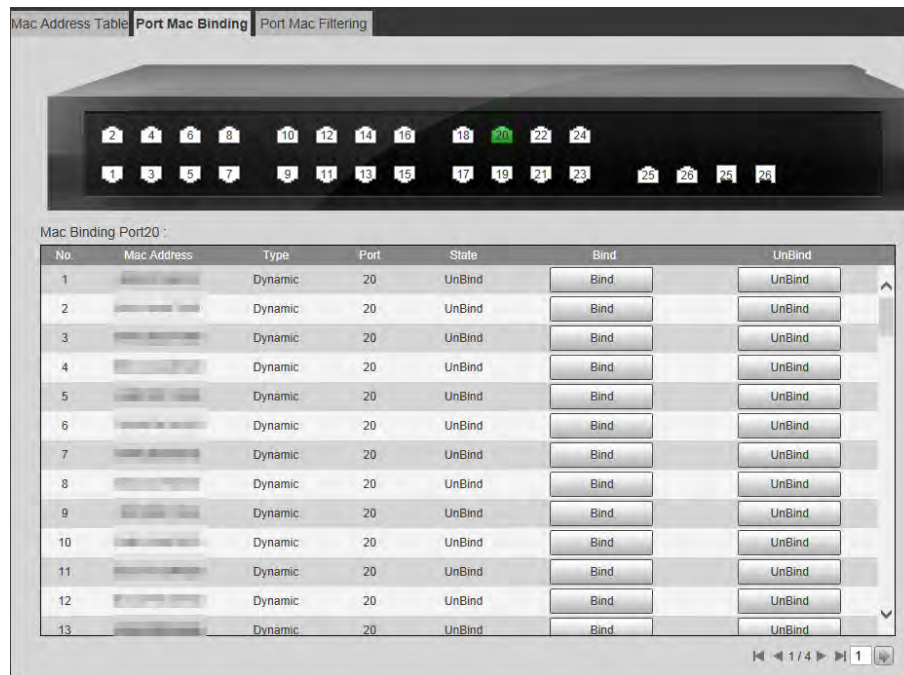 Mac Address Table Port Mac Binding Port Mac Filtering
2 4 6 8 10 12 14 16 18 20 22 24
1 3 5 7 9 11 13 15 17 19 21 23 25 26 25 26
Mac Binding Port20 :
No. Mac Address Type Port State Bind UnBind
1 Dynamic 20 UnBind Bind UnBind
2 Dynamic 20 UnBind Bind UnBind
3 Dynamic 20 UnBind Bind UnBind
4 Dynamic 20 UnBind Bind UnBind
5 Dynamic 20 UnBind Bind UnBind
6 Dynamic 20 UnBind Bind UnBind
7 Dynamic 20 UnBind Bind UnBind
8 Dynamic 20 UnBind Bind UnBind
9 Dynamic 20 UnBind Bind UnBind
10 Dynamic 20 UnBind Bind UnBind
11 Dynamic 20 UnBind Bind UnBind
12 Dynamic 20 UnBind Bind UnBind
13 Dynamic 20 UnBind Bind UnBind
1 / 4 1